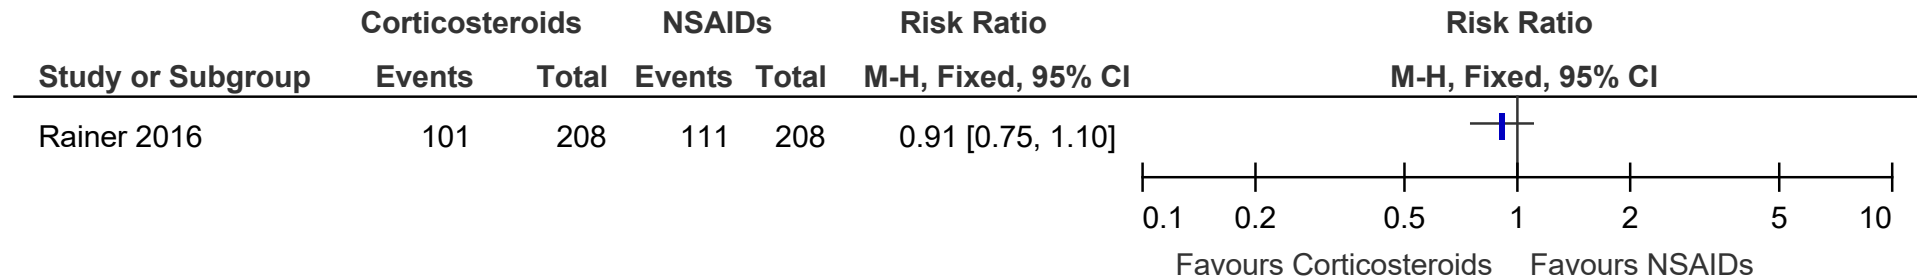 Corticosteroids NSAIDs Risk Ratio Risk Ratio
Study or Subgroup Events Total Events Total M-H, Fixed, 95% CI M-H, Fixed, 95% CI
Rainer 2016 101 208 111 208 0.91 [0.75, 1.10]
0.1 0.2 0.5 1 2 5 10
Favours Corticosteroids Favours NSAIDs